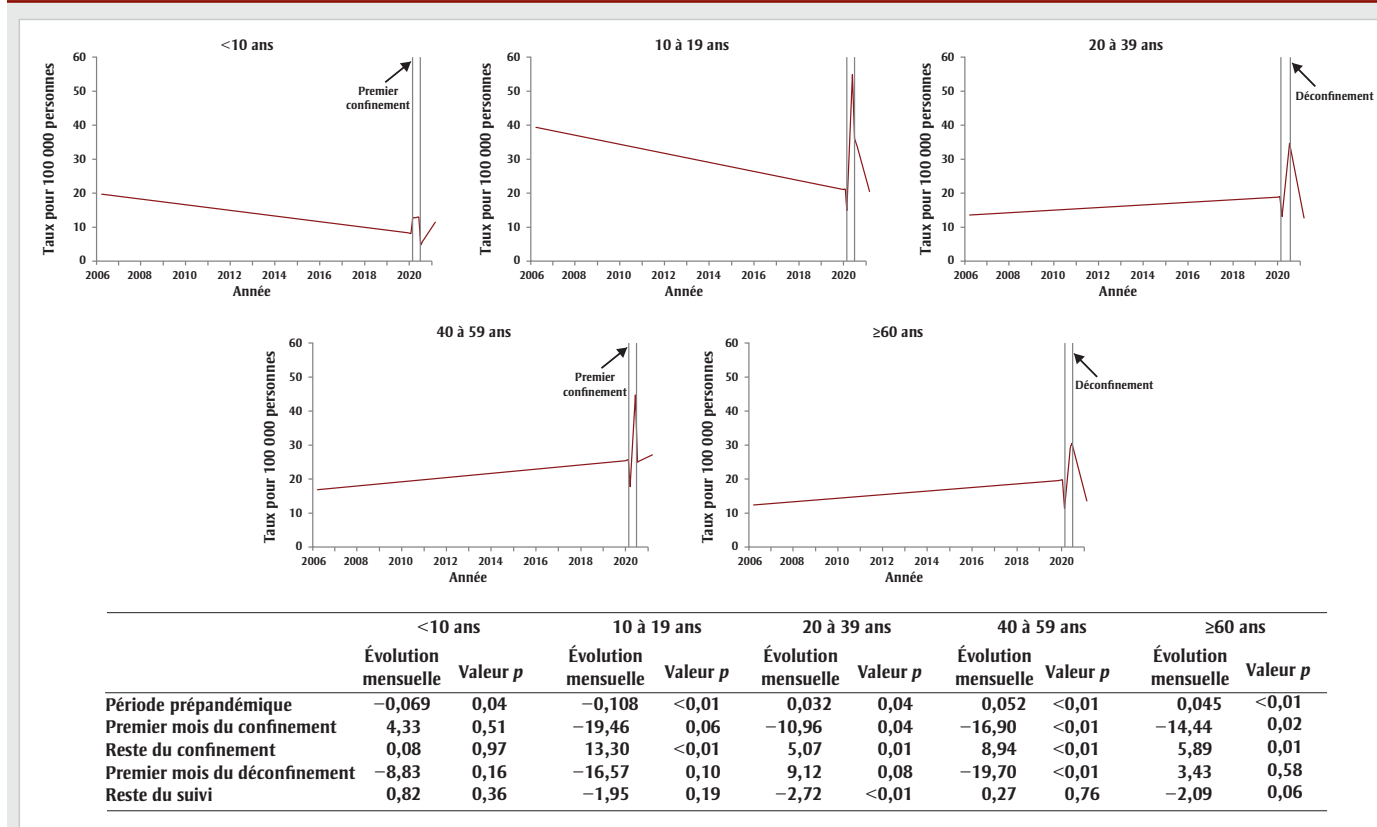 <10 ans
Taux pour 100 000 personnes
60
50
40
30
20
10
0
Premier
confinement
2006 2008 2010 2012 2014 2016 2018 2020
Année
10 à 19 ans
Taux pour 100 000 personnes
60
50
40
30
20
10
0
2006 2008 2010 2012 2014 2016 2018 2020
Année
20 à 39 ans
Taux pour 100 000 personnes
60
50
40
30
20
10
0
Déconfinement
2006 2008 2010 2012 2014 2016 2018 2020
Année
40 à 59 ans
Taux pour 100 000 personnes
60
50
40
30
20
10
0
Premier
confinement
2006 2008 2010 2012 2014 2016 2018 2020
Année
≥60 ans
Taux pour 100 000 personnes
60
50
40
30
20
10
0
Déconfinement
2006 2008 2010 2012 2014 2016 2018 2020
Année
<10 ans 10 à 19 ans 20 à 39 ans 40 à 59 ans ≥60 ans
Évolution mensuelle Valeur p Évolution mensuelle Valeur p Évolution mensuelle Valeur p Évolution mensuelle Valeur p Évolution mensuelle Valeur p
Période prépandémique −0,069 0,04 −0,108 <0,01 0,032 0,04 0,052 <0,01 0,045 <0,01
Premier mois du confinement 4,33 0,51 −19,46 0,06 −10,96 0,04 −16,90 <0,01 −14,44 0,02
Reste du confinement 0,08 0,97 13,30 <0,01 5,07 0,01 8,94 <0,01 5,89 0,01
Premier mois du déconfinement −8,83 0,16 −16,57 0,10 9,12 0,08 −19,70 <0,01 3,43 0,58
Reste du suivi 0,82 0,36 −1,95 0,19 −2,72 <0,01 0,27 0,76 −2,09 0,06